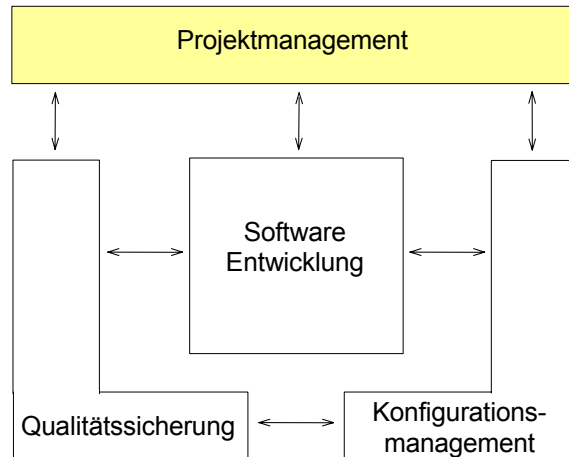 Projektmanagement
Software
Entwicklung
Qualitätssicherung
Konfigurations-
management